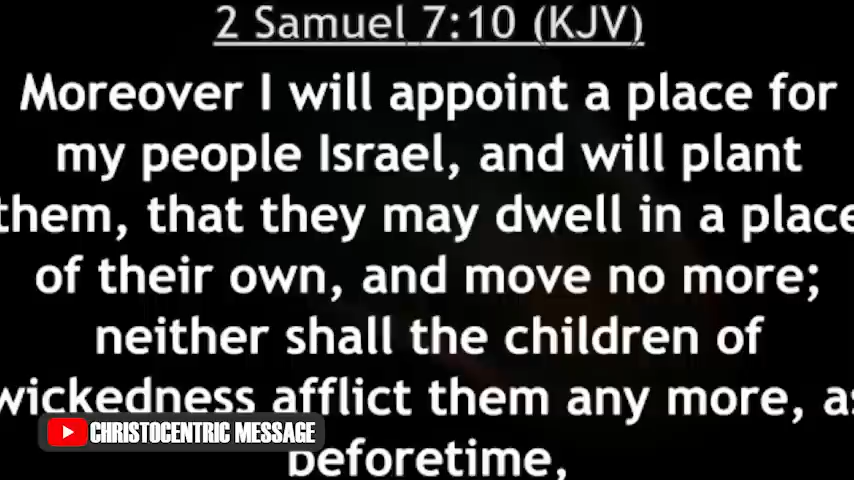 2 Samuel 7:10 (KJV)
Moreover I will appoint a place for
my people Israel, and will plant
them, that they may dwell in a place
of their own, and move no more;
neither shall the children of
wickedness afflict them any more, as
CHRISTOCENTRIC MESSAGE
beforetime,